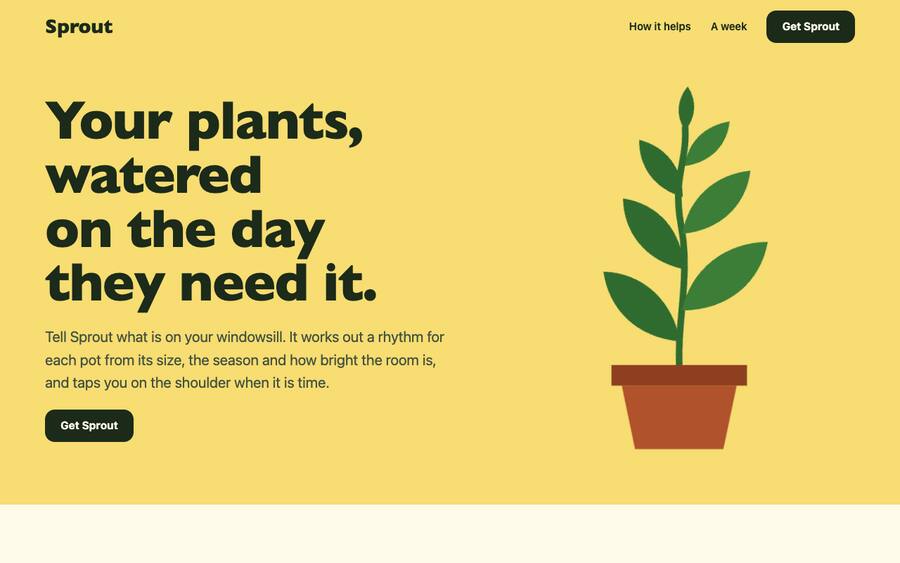 Sprout
How it helps
A week
Get Sprout
Your plants,
watered
on the day
they need it.
Tell Sprout what is on your windowsill. It works out a rhythm for
each pot from its size, the season and how bright the room is,
and taps you on the shoulder when it is time.
Get Sprout